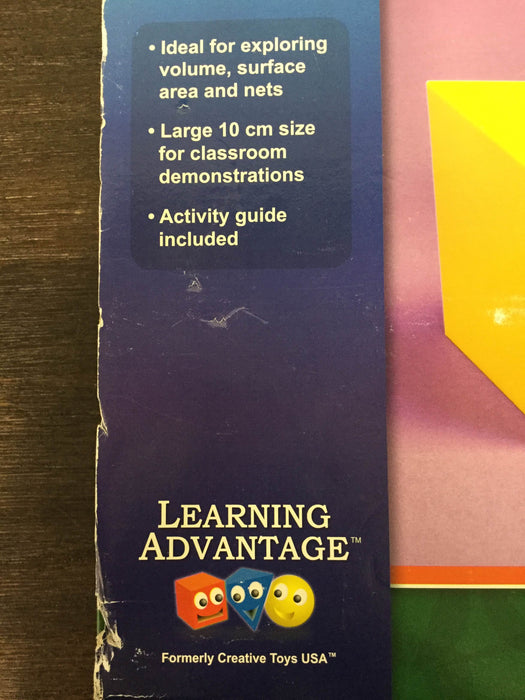 • Ideal for exploring
volume, surface
area and nets
• Large 10 cm size
for classroom
demonstrations
• Activity guide
included
LEARNING
ADVANTAGE™
Formerly Creative Toys USA™